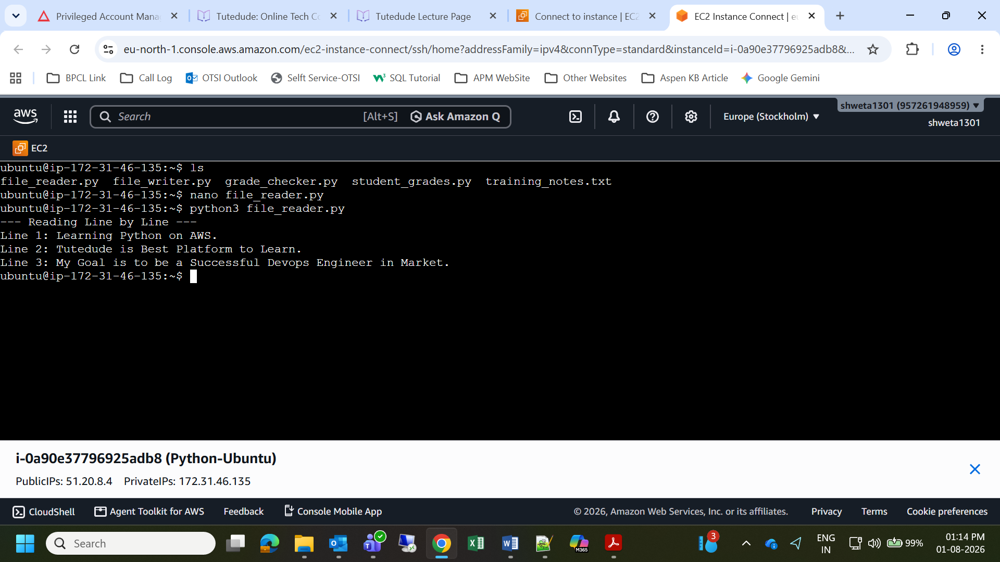 Privileged Account Mana
Tutedude: Online Tech Co
Tutedude Lecture Page
Connect to instance | EC2
EC2 Instance Connect | eu
eu-north-1.console.aws.amazon.com/ec2-instance-connect/ssh/home?addressFamily=ipv4&connType=standard&instanceId=i-0a90e37796925adb8&...
BPCL Link
Call Log
OTSI Outlook
Selft Service-OTSI
SQL Tutorial
APM WebSite
Other Websites
Aspen KB Article
Google Gemini
aws
Search
[Alt+S]
Ask Amazon Q
Europe (Stockholm)
shweta1301 (957261948959)
shweta1301
EC2
ubuntu@ip-172-31-46-135:~$ ls
file_reader.py  file_writer.py  grade_checker.py  student_grades.py  training_notes.txt
ubuntu@ip-172-31-46-135:~$ nano file_reader.py
ubuntu@ip-172-31-46-135:~$ python3 file_reader.py
--- Reading Line by Line ---
Line 1: Learning Python on AWS.
Line 2: Tutedude is Best Platform to Learn.
Line 3: My Goal is to be a Successful Devops Engineer in Market.
ubuntu@ip-172-31-46-135:~$
i-0a90e37796925adb8 (Python-Ubuntu)
PublicIPs: 51.20.8.4 PrivateIPs: 172.31.46.135
CloudShell
Agent Toolkit for AWS
Feedback
Console Mobile App
© 2026, Amazon Web Services, Inc. or its affiliates.
Privacy
Terms
Cookie preferences
Search
M365
3
ENG
IN
99%
01:14 PM
01-08-2026